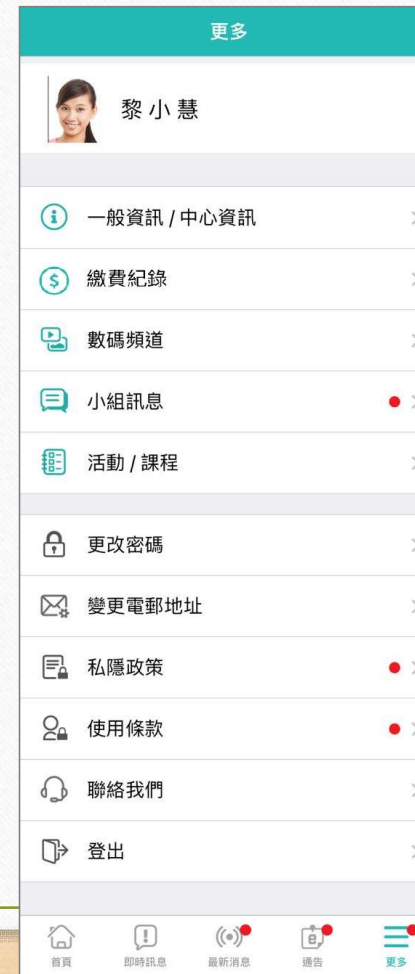 更多
黎小慧
一般資訊 / 中心資訊
繳費紀錄
數碼頻道
小組訊息
活動 / 課程
更改密碼
變更電郵地址
私隱政策
使用條款
聯絡我們
登出
首頁 即時訊息 最新消息 通告 更多